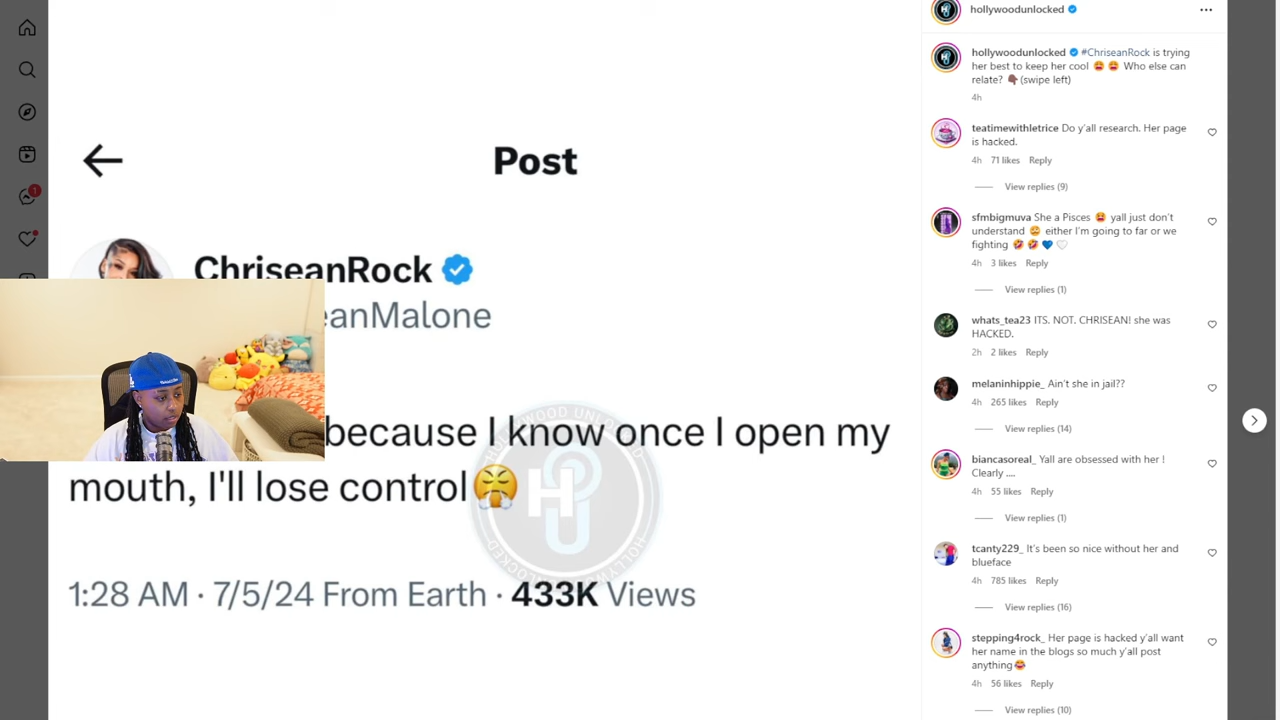 Post
ChriseanRock
eanMalone
because I know once I open my
mouth, I'll lose control😤
1:28 AM · 7/5/24 From Earth · 433K Views
HOLLYWOOD UNLOCKED
HOLLYWOOD UNLOCKED
HU
1
hollywoodunlocked
hollywoodunlocked #ChriseanRock is trying
her best to keep her cool 😩 😩 Who else can
relate? 🗣🏾(swipe left)
4h
teatimewithletrice Do y'all research. Her page
is hacked.
4h 71 likes Reply
View replies (9)
sfmbigmuva She a Pisces 😫 yall just don't
understand 🙄 either I'm going to far or we
fighting 🤣 🤣 💙 🤍
4h 3 likes Reply
View replies (1)
whats_tea23 ITS. NOT. CHRISEAN! she was
HACKED.
2h 2 likes Reply
melaninhippie_ Ain't she in jail??
4h 265 likes Reply
View replies (14)
biancasoreal_ Yall are obsessed with her !
Clearly ....
4h 55 likes Reply
View replies (1)
tcanty229_ It's been so nice without her and
blueface
4h 785 likes Reply
View replies (16)
stepping4rock_ Her page is hacked y'all want
her name in the blogs so much y'all post
anything😂
4h 56 likes Reply
View replies (10)